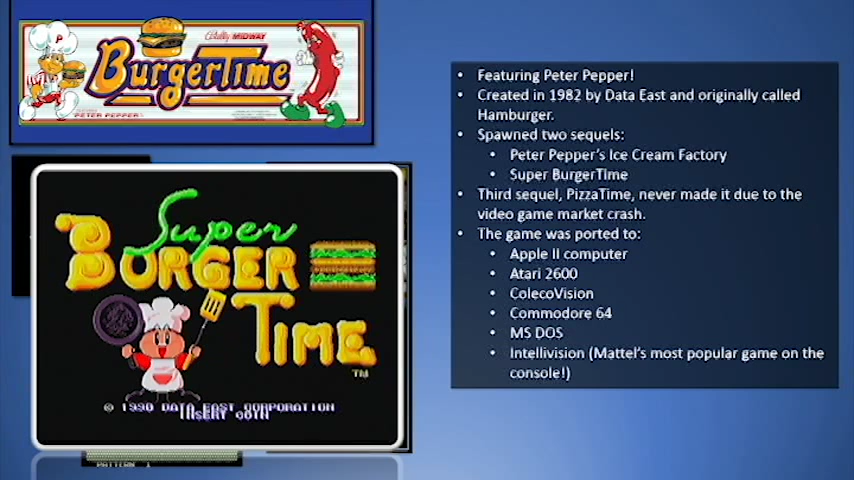 Bally MIDWAY
P
BurgerTime
PETER PEPPER
• Featuring Peter Pepper!
• Created in 1982 by Data East and originally called
Hamburger.
• Spawned two sequels:
• Peter Pepper's Ice Cream Factory
• Super BurgerTime
• Third sequel, PizzaTime, never made it due to the
video game market crash.
• The game was ported to:
• Apple II computer
• Atari 2600
• ColecoVision
• Commodore 64
• MS DOS
• Intellivision (Mattel's most popular game on the
console!)
Super
BURGER
TIME
TM
© 1990 DATA EAST CORPORATION
INSERT COIN
PATTERN 1